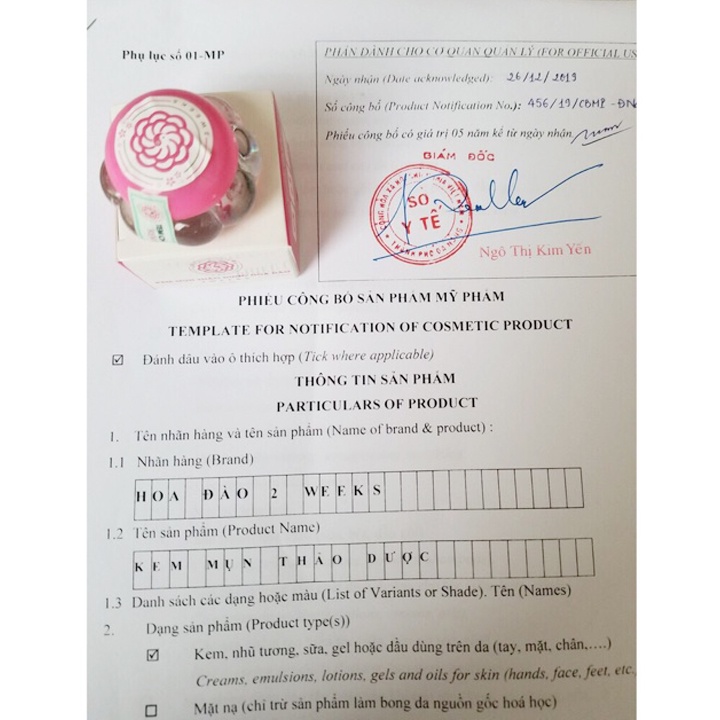 Phụ lục số 01-MP
PHẦN DÀNH CHO CƠ QUAN QUẢN LÝ (FOR OFFICIAL US
Ngày nhận (Date acknowledged): 26/12/2019
Số công bố (Product Notification No.): 456/19/CBMP - ĐN
Phiếu công bố có giá trị 05 năm kể từ ngày nhận
GIÁM ĐỐC
SỞ
Y TẾ
Ngô Thị Kim Yến
PHIẾU CÔNG BỐ SẢN PHẨM MỸ PHẨM
TEMPLATE FOR NOTIFICATION OF COSMETIC PRODUCT
☑ Đánh dấu vào ô thích hợp (Tick where applicable)
THÔNG TIN SẢN PHẨM
PARTICULARS OF PRODUCT
1. Tên nhãn hàng và tên sản phẩm (Name of brand & product) :
1.1 Nhãn hàng (Brand)
HOA ĐÀO 2 WEEKS
1.2 Tên sản phẩm (Product Name)
KEM MỤN THẢO DƯỢC
1.3 Danh sách các dạng hoặc màu (List of Variants or Shade). Tên (Names)
2. Dạng sản phẩm (Product type(s))
☑ Kem, nhũ tương, sữa, gel hoặc dầu dùng trên da (tay, mặt, chân,....)
Creams, emulsions, lotions, gels and oils for skin (hands, face, feet, etc.
☐ Mặt nạ (chỉ trừ sản phẩm làm bong da nguồn gốc hoá học)